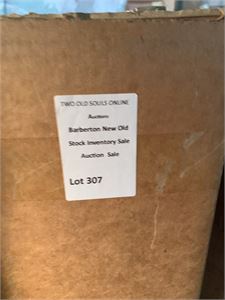 TWO OLD SOULS ONLINE
Auctions
Barberton New Old
Stock Inventory Sale
Auction Sale
Lot 307